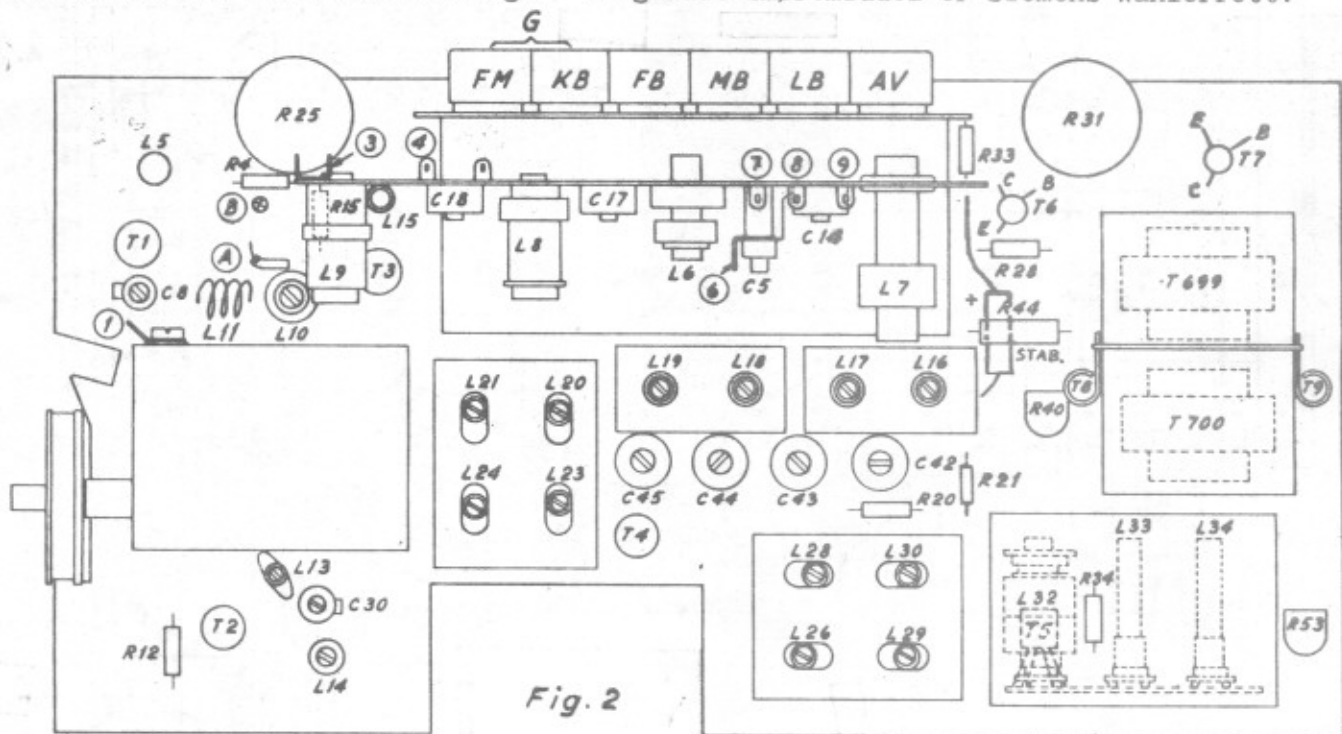 G
FM KB FB MB LB AV
R25
R31
L5
R4
3
4
7
8
9
R33
E B
T7
C
C B
T6
E
B
R15
L15
C18
C17
C14
L8
L6
6
C5
L7
R28
T1
A
T3
L9
C8
L11
L10
1
+
R44
STAB.
T699
T8
T9
R40
T700
L21 L20
L19 L18
L17 L16
L24 L23
C45 C44 C43 C42
R20
R21
T4
L13
C30
T2
R12
L14
L28 L30
L26 L29
L33 L34
L32
R34
T5
R53
Fig. 2